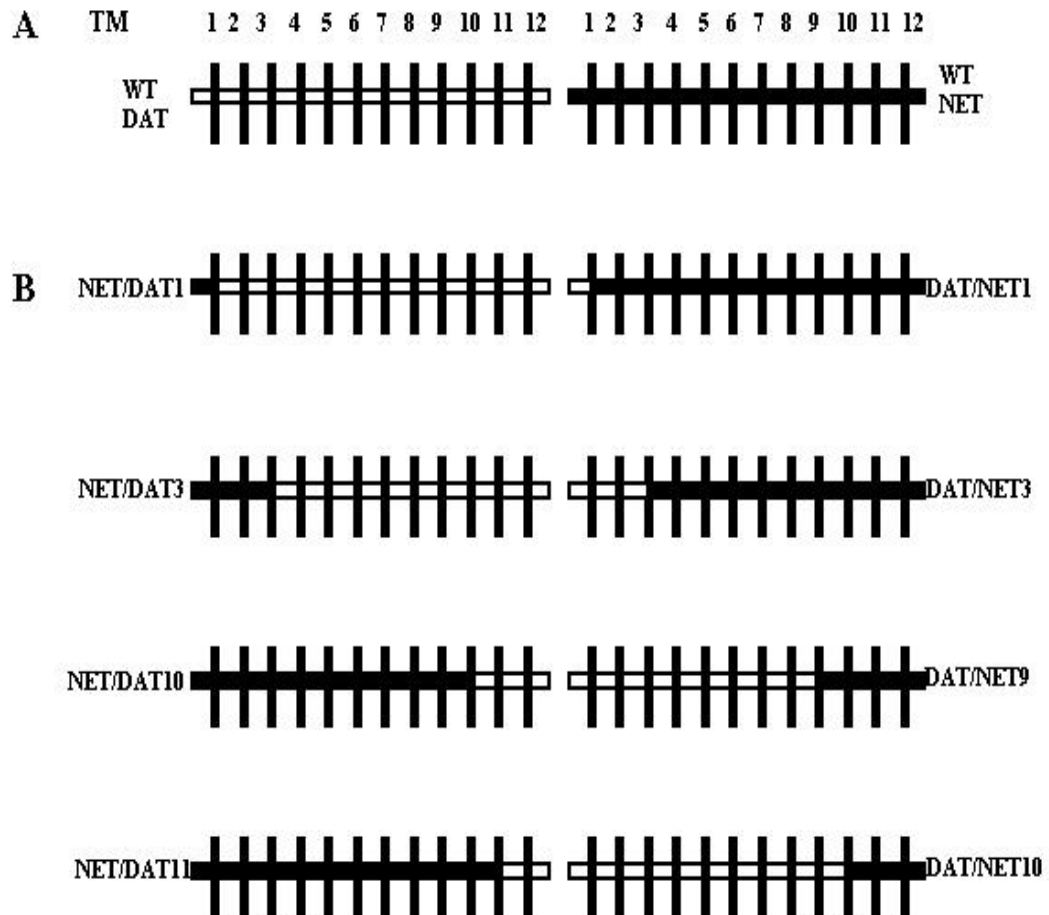 A TM 1 2 3 4 5 6 7 8 9 10 11 12 1 2 3 4 5 6 7 8 9 10 11 12
WT
DAT
WT
NET
B NET/DAT1 DAT/NET1
NET/DAT3 DAT/NET3
NET/DAT10 DAT/NET9
NET/DAT11 DAT/NET10